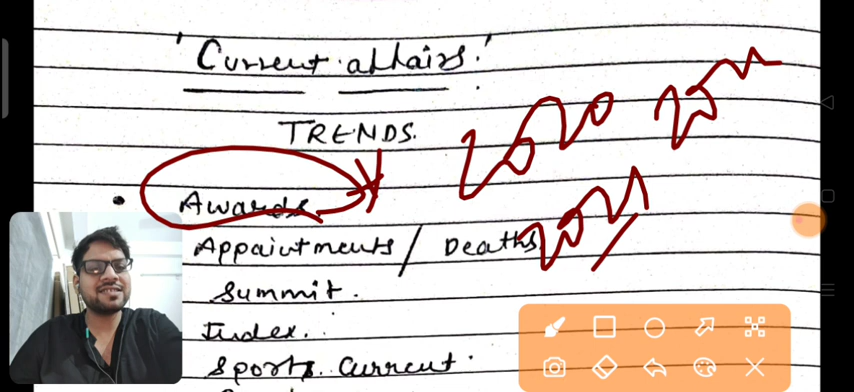 'Current affairs.'
TRENDS.
2020
2021
Awards
Appointments / Deaths.
Summit.
Index.
Sports. Current.